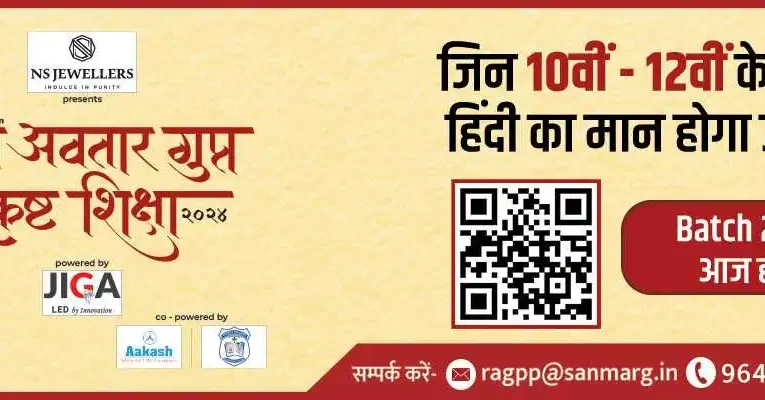 NS JEWELLERS
INDULGE IN PURITY
presents
अवतार गुप्त
शिक्षा २०२४
powered by
JIGA
LED by Innovation
co - powered by
Aakash
जिन 10वीं - 12वीं के
हिंदी का मान होगा
Batch
आज
सम्पर्क करें- ragpp@sanmarg.in 964